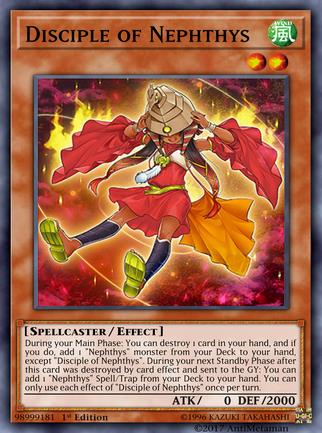 DISCIPLE OF NEPHTHYS
WIND
風
[SPELLCASTER / EFFECT]
During your Main Phase: You can destroy 1 card in your hand, and if
you do, add 1 "Nephthys" monster from your Deck to your hand,
except "Disciple of Nephthys". During your next Standby Phase after
this card was destroyed by card effect and sent to the GY: You can
add 1 "Nephthys" Spell/Trap from your Deck to your hand. You can
only use each effect of "Disciple of Nephthys" once per turn.
ATK/ 0 DEF/2000
98999181 1st Edition ©1996 KAZUKI TAKAHASHI
©2017 AntiMetaman